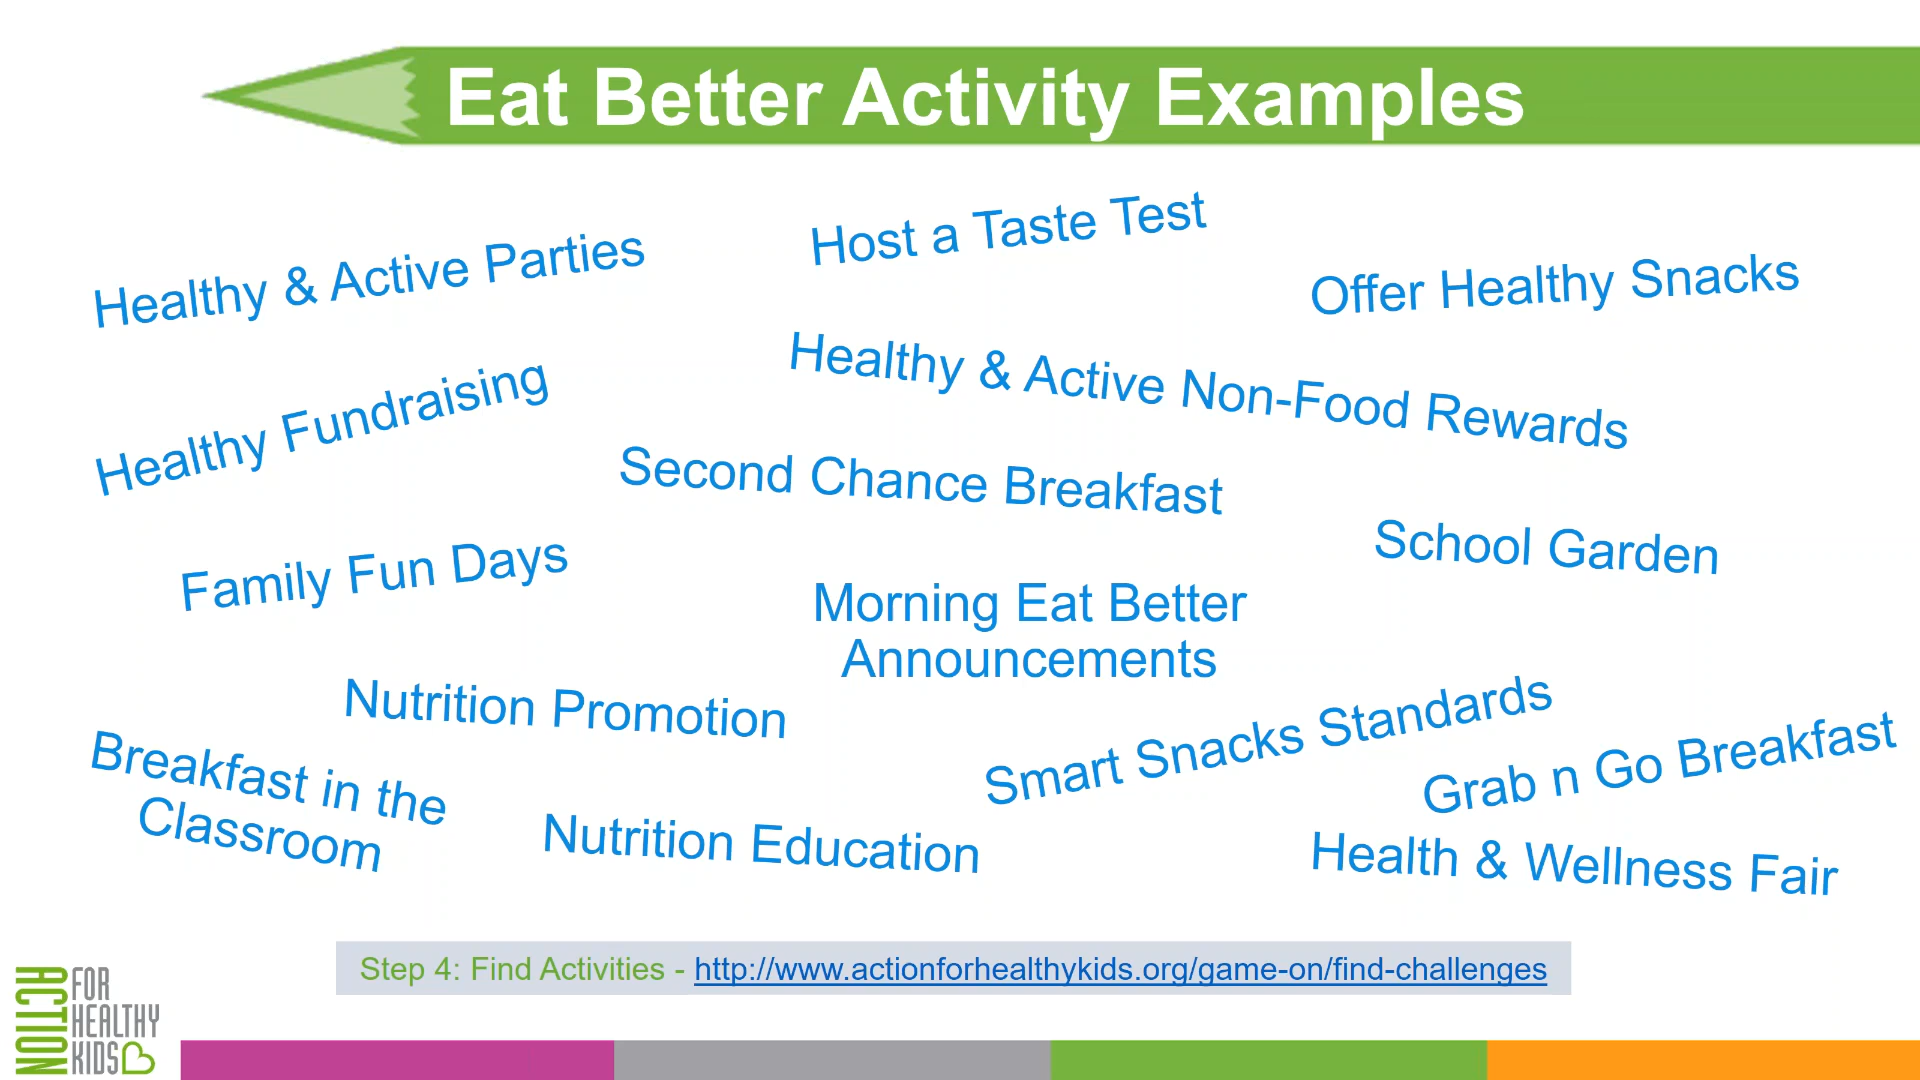 Eat Better Activity Examples
Healthy & Active Parties
Host a Taste Test
Offer Healthy Snacks
Healthy Fundraising
Healthy & Active Non-Food Rewards
Second Chance Breakfast
School Garden
Family Fun Days
Morning Eat Better
Announcements
Nutrition Promotion
Smart Snacks Standards
Grab n Go Breakfast
Breakfast in the
Classroom
Nutrition Education
Health & Wellness Fair
Step 4: Find Activities - http://www.actionforhealthykids.org/game-on/find-challenges
ACTION
FOR
HEALTHY
KIDS